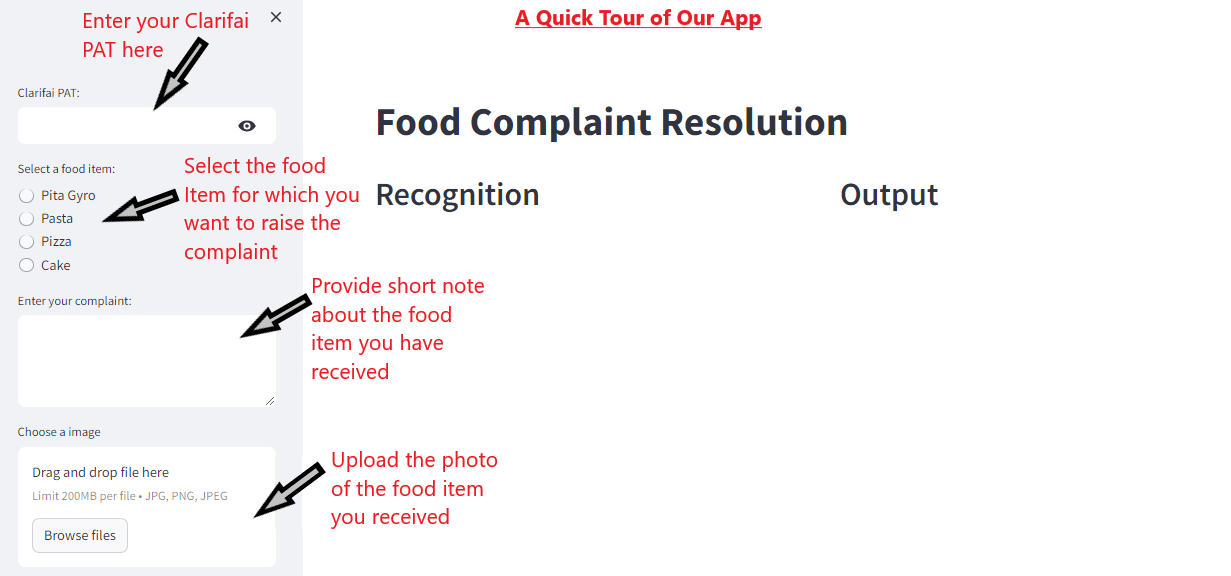 A Quick Tour of Our App
Enter your Clarifai
PAT here
Clarifai PAT:
Select a food item:
Pita Gyro
Pasta
Pizza
Cake
Select the food
Item for which you
want to raise the
complaint
Enter your complaint:
Provide short note
about the food
item you have
received
Choose a image
Drag and drop file here
Limit 200MB per file • JPG, PNG, JPEG
Browse files
Upload the photo
of the food item
you received
Food Complaint Resolution
Recognition
Output